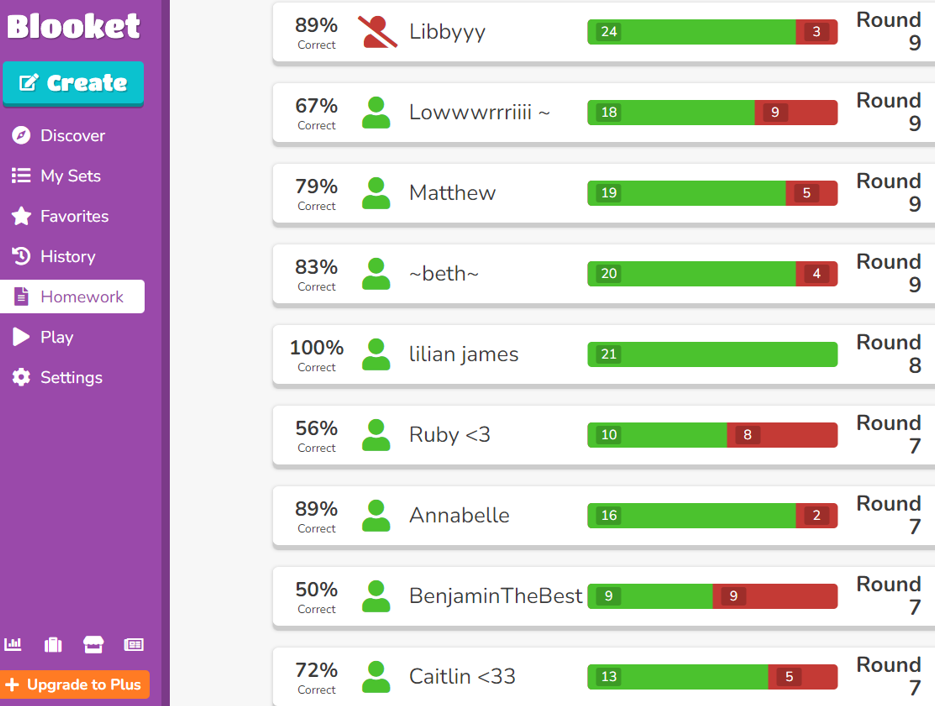 Blooket
Create
Discover
My Sets
Favorites
History
Homework
Play
Settings
Upgrade to Plus
89%
Correct
Libbyyy
24
3
Round
9
67%
Correct
Lowwwrrriiii ~
18
9
Round
9
79%
Correct
Matthew
19
5
Round
9
83%
Correct
~beth~
20
4
Round
9
100%
Correct
lilian james
21
Round
8
56%
Correct
Ruby <3
10
8
Round
7
89%
Correct
Annabelle
16
2
Round
7
50%
Correct
BenjaminTheBest
9
9
Round
7
72%
Correct
Caitlin <33
13
5
Round
7